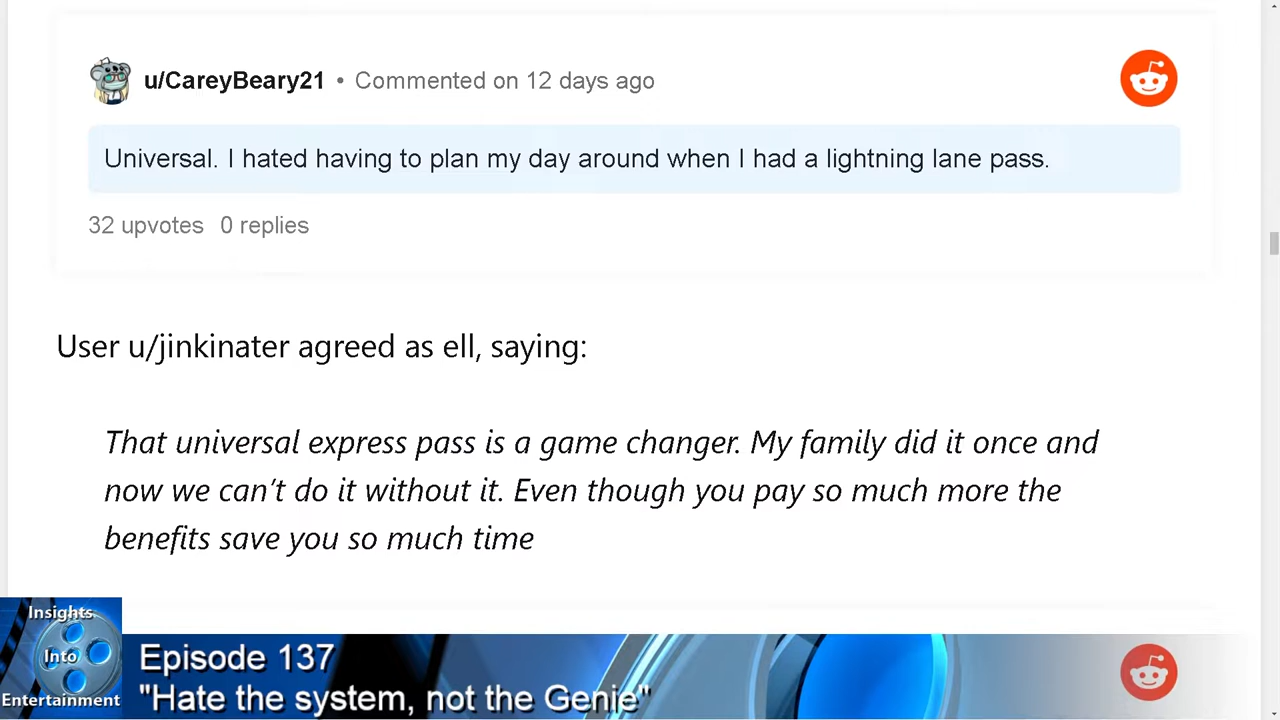 u/CareyBeary21 • Commented on 12 days ago
Universal. I hated having to plan my day around when I had a lightning lane pass.
32 upvotes 0 replies
User u/jinkinater agreed as ell, saying:
That universal express pass is a game changer. My family did it once and
now we can't do it without it. Even though you pay so much more the
benefits save you so much time
Insights
Into
Entertainment
Episode 137
"Hate the system, not the Genie"